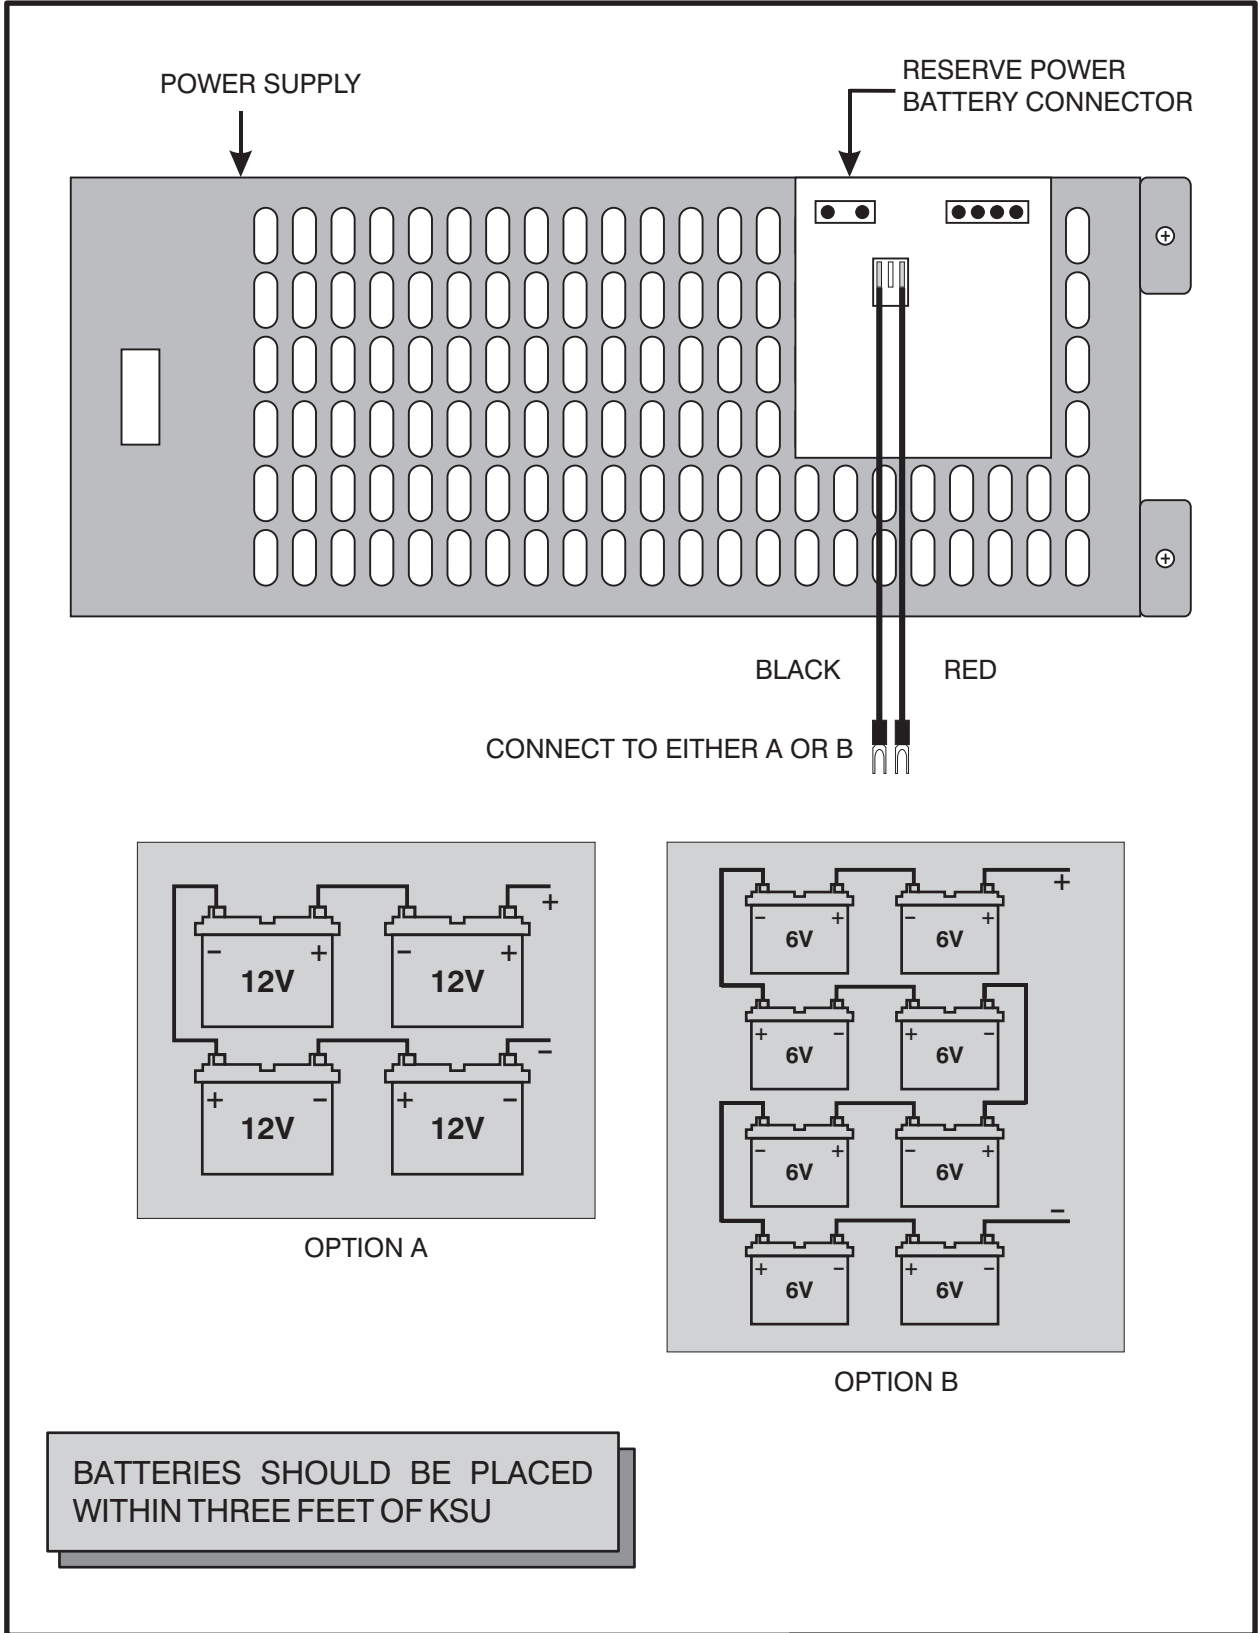 POWER SUPPLY
RESERVE POWER
BATTERY CONNECTOR
BLACK
RED
CONNECT TO EITHER A OR B
+
- + - +
12V 12V
-
+ - + -
12V 12V
OPTION A
+
- + - +
6V 6V
+ - + -
6V 6V
- + - +
6V 6V
-
+ - + -
6V 6V
OPTION B
BATTERIES SHOULD BE PLACED
WITHIN THREE FEET OF KSU